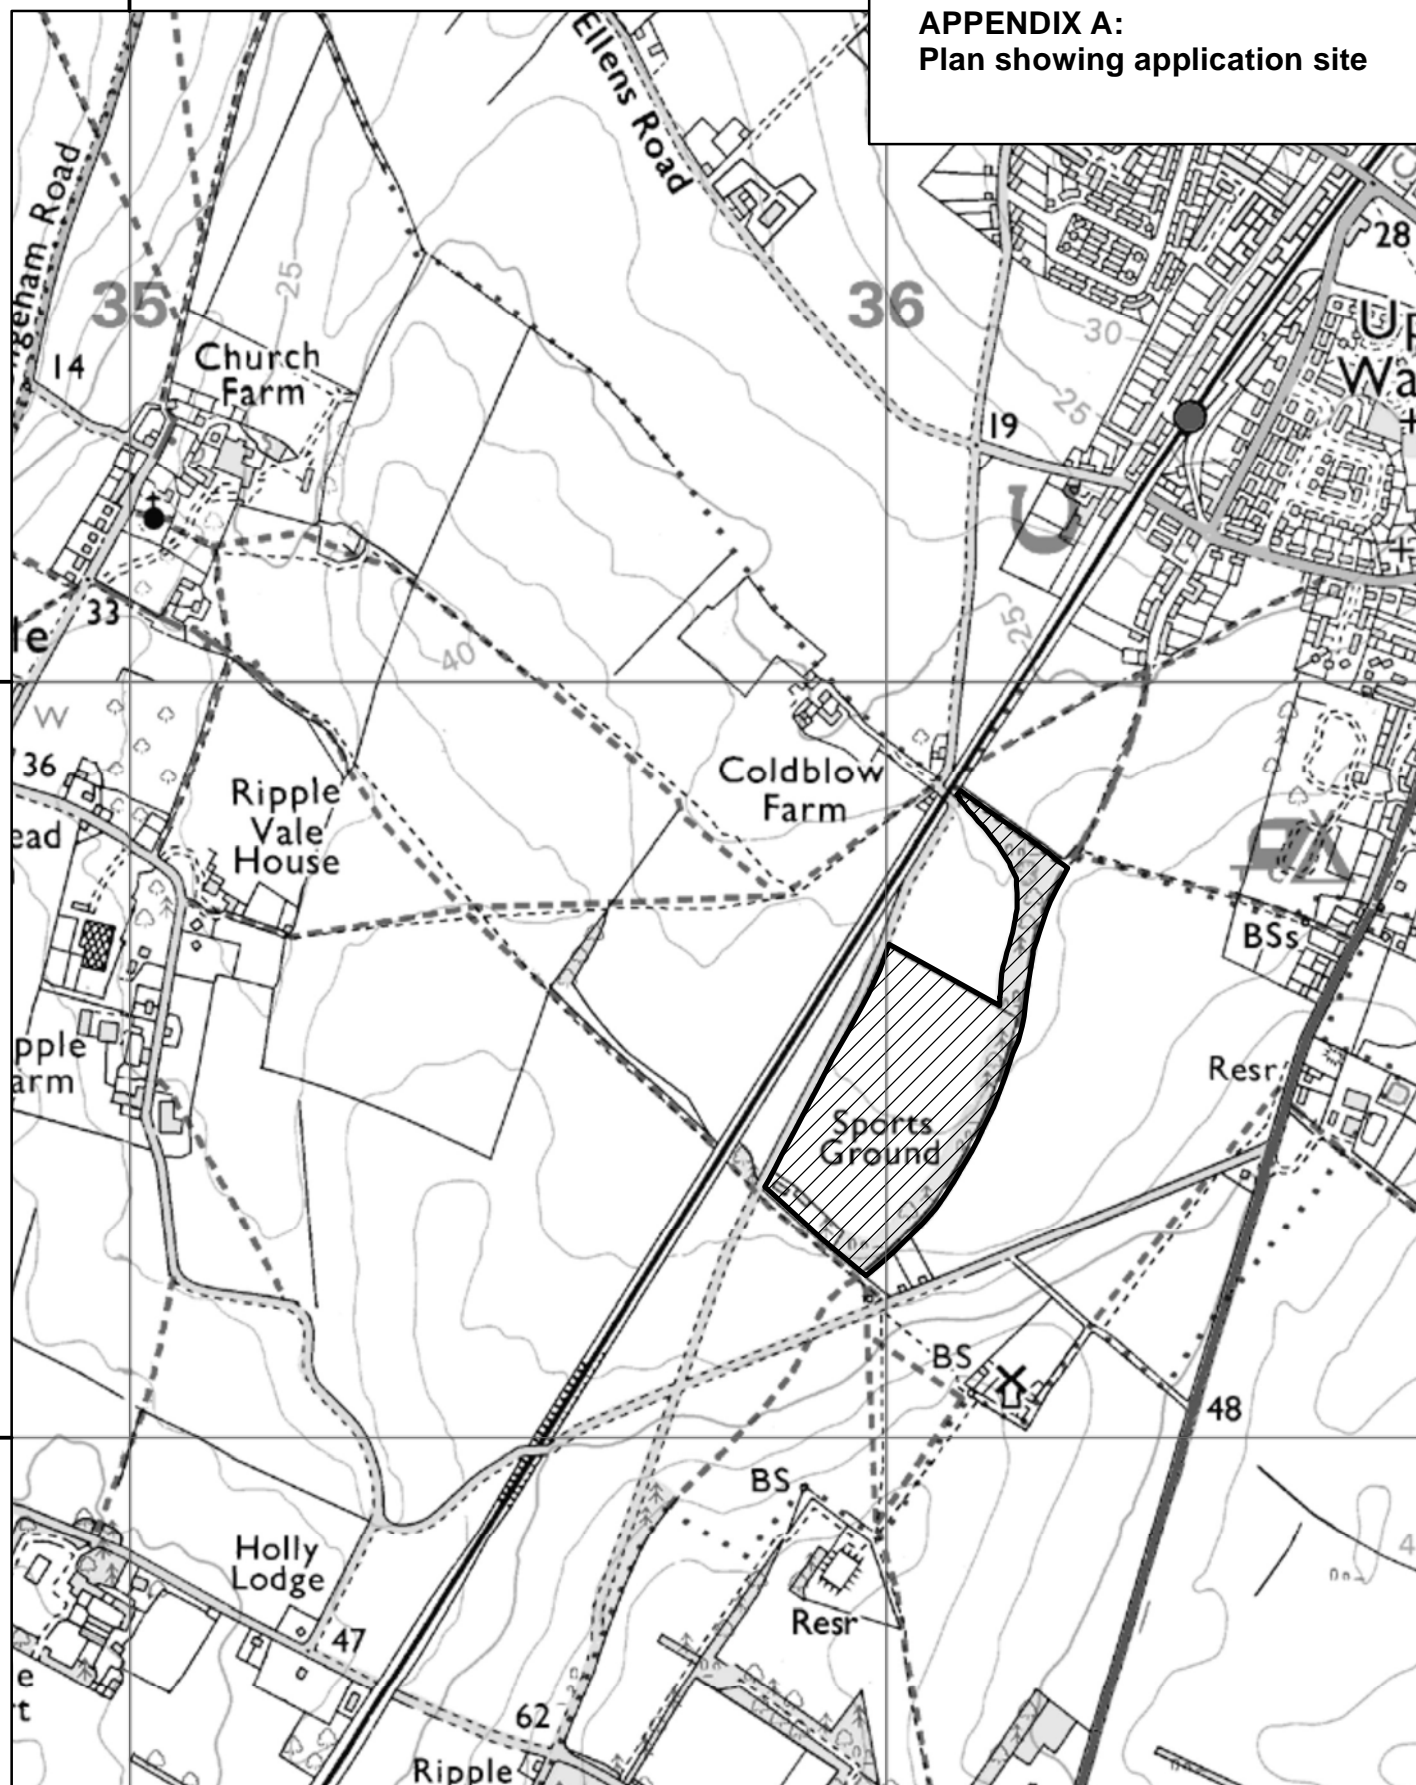 APPENDIX A:
Plan showing application site
Ellens Road
28
35
36
25
30
Church
Farm
14
25
19
25
33
40
36
Coldblow
Farm
Ripple
Vale
House
BSs
Resr
Sports
Ground
BS
48
BS
Holly
Lodge
Resr
47
62
Ripple